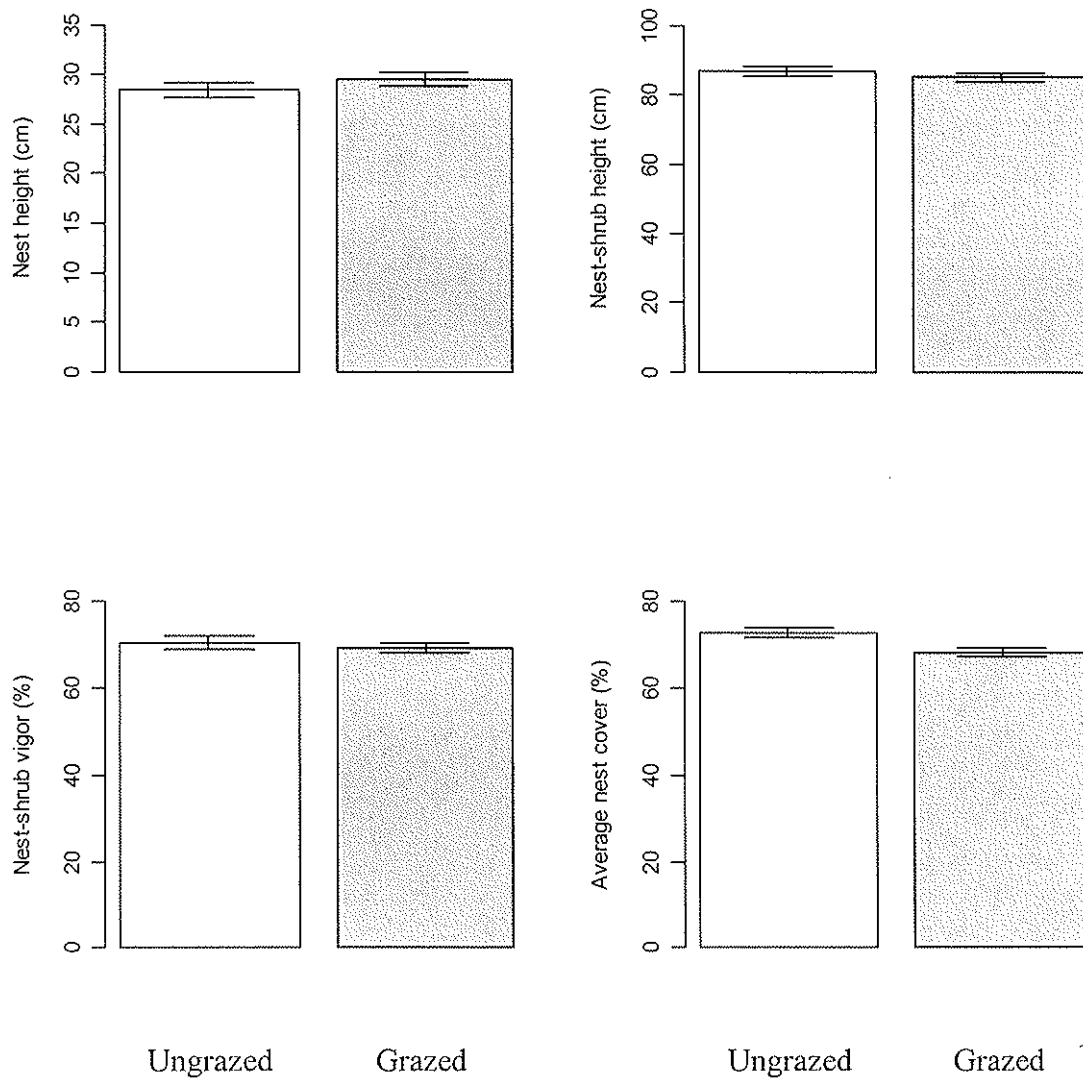 Nest height (cm)
0 5 10 15 20 25 30 35
Nest-shrub height (cm)
0 20 40 60 80 100
Nest-shrub vigor (%)
0 20 40 60 80
Average nest cover (%)
0 20 40 60 80
Ungrazed Grazed
Ungrazed Grazed